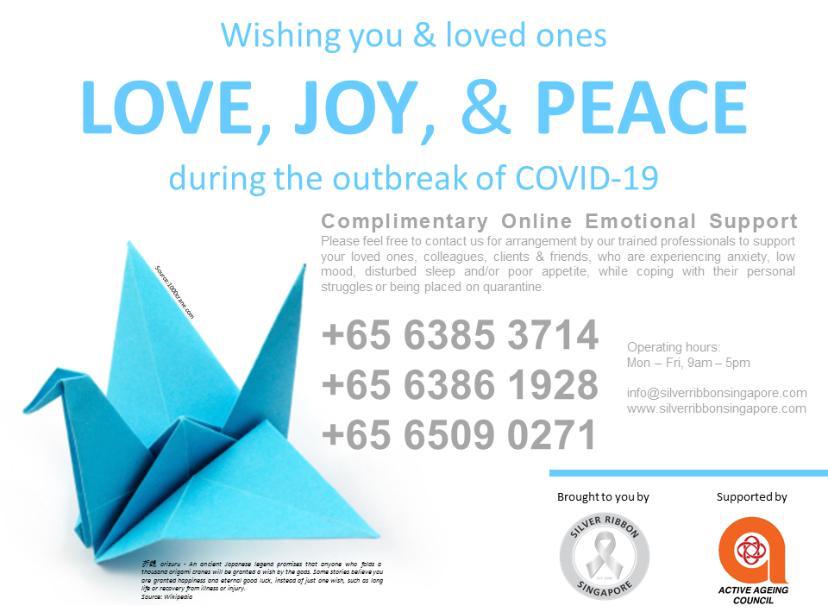 Wishing you & loved ones
LOVE, JOY, & PEACE
during the outbreak of COVID-19
Complimentary Online Emotional Support
Please feel free to contact us for arrangement by our trained professionals to support
your loved ones, colleagues, clients & friends, who are experiencing anxiety, low
mood, disturbed sleep and/or poor appetite, while coping with their personal
struggles or being placed on quarantine.
Source:1000crane.com
+65 6385 3714
+65 6386 1928
+65 6509 0271
Operating hours:
Mon – Fri, 9am – 5pm
info@silverribbonsingapore.com
www.silverribbonsingapore.com
Brought to you by
SILVER RIBBON
SINGAPORE
Supported by
ACTIVE AGEING
COUNCIL
orizuru - An ancient Japanese legend promises that anyone who folds a
thousand origami cranes will be granted a wish by the gods. Some stories believe you
are granted happiness and eternal good luck, instead of just one wish, such as long
life or recovery from illness or injury.
Source: Wikipedia